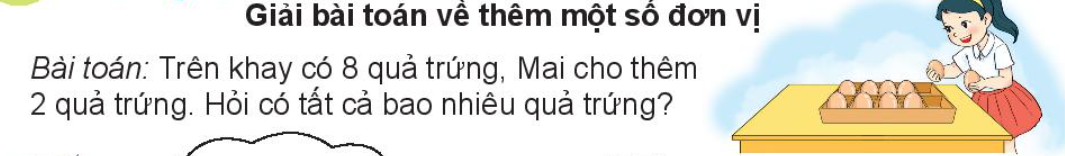 Giải bài toán về thêm một số đơn vị
Bài toán: Trên khay có 8 quả trứng, Mai cho thêm
2 quả trứng. Hỏi có tất cả bao nhiêu quả trứng?